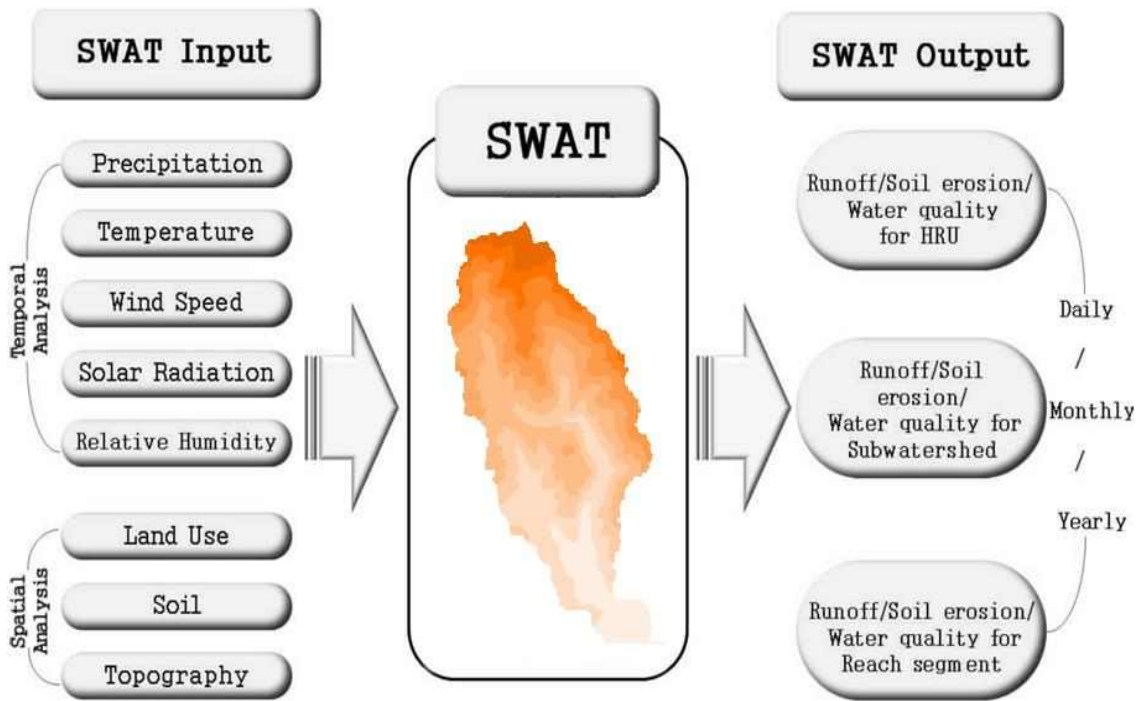 SWAT Input
Precipitation
Temperature
Wind Speed
Solar Radiation
Relative Humidity
Temporal
Analysis
Land Use
Soil
Topography
Spatial
Analysis
SWAT
SWAT Output
Runoff/Soil erosion/
Water quality
for HRU
Runoff/Soil
erosion/
Water quality for
Subwatershed
Runoff/Soil erosion/
Water quality for
Reach segment
Daily
/
Monthly
/
Yearly